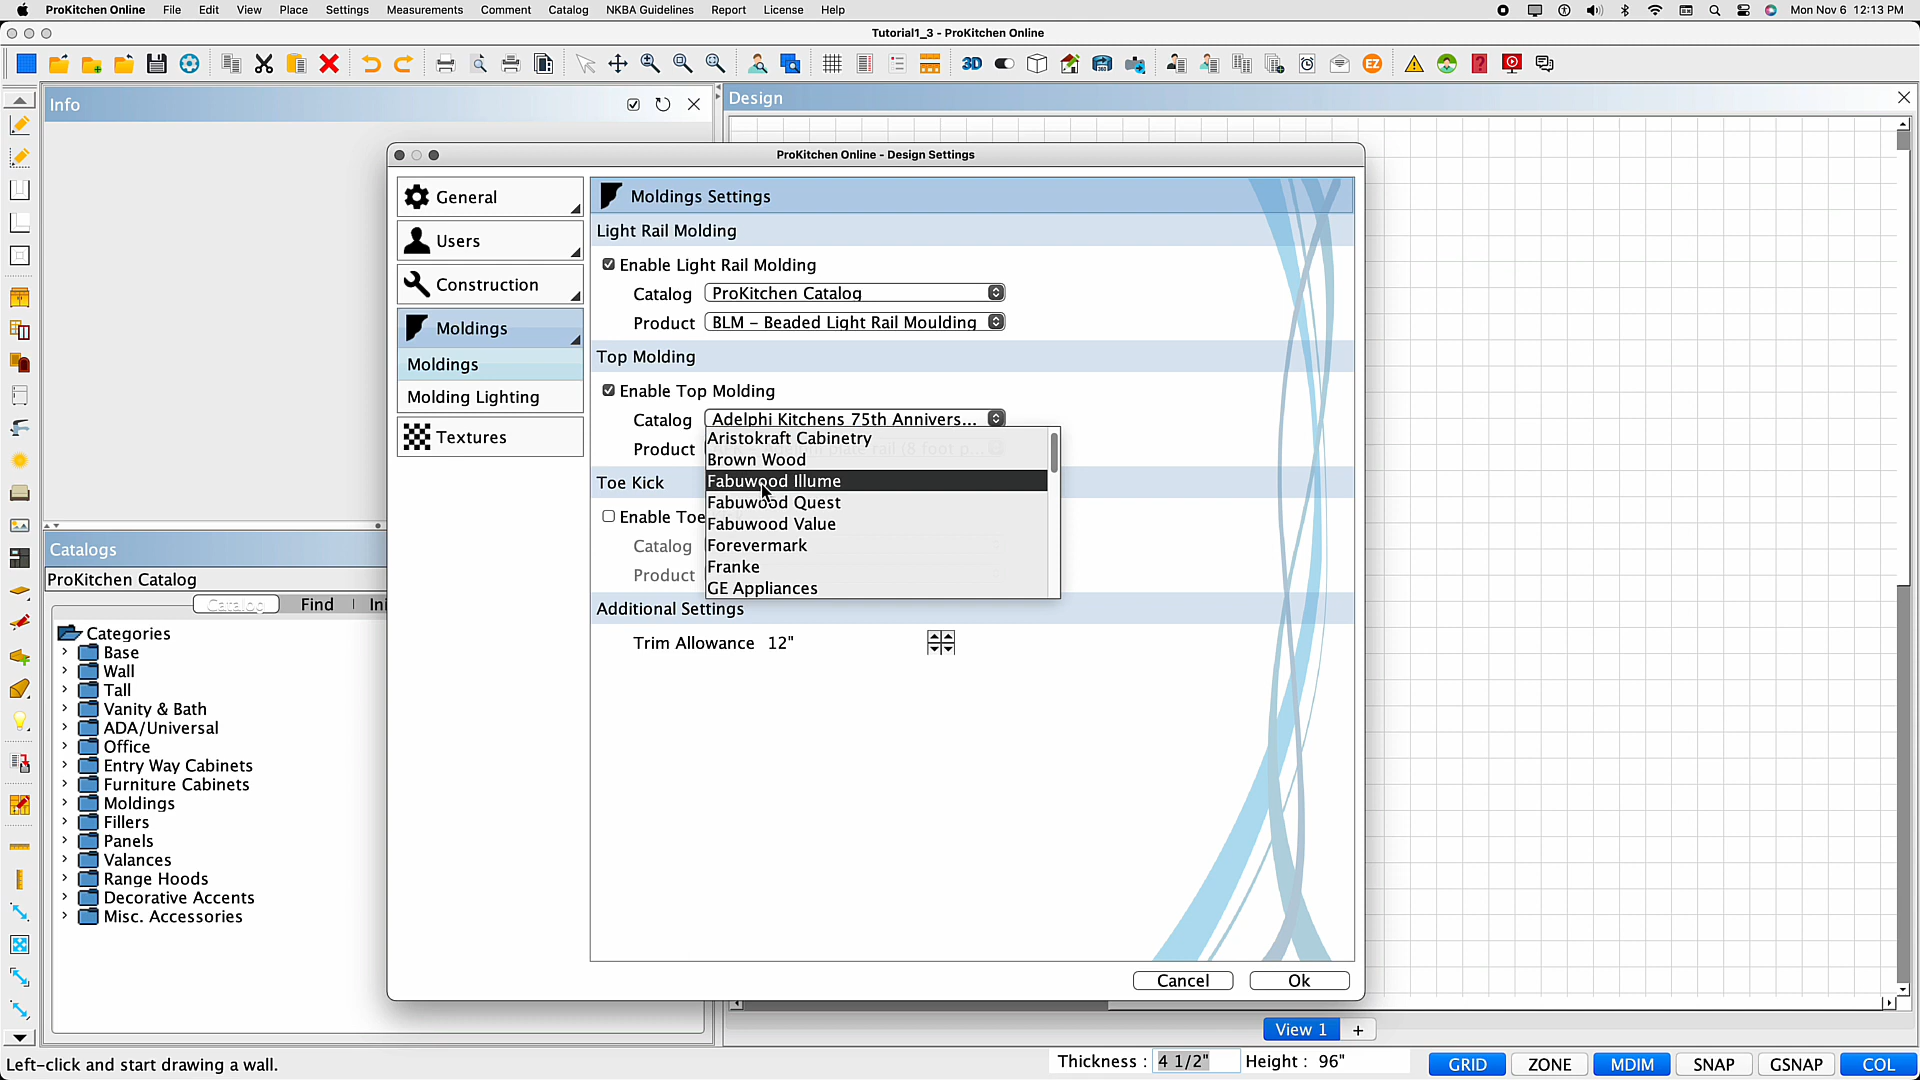 ProKitchen Online File Edit View Place Settings Measurements Comment Catalog NKBA Guidelines Report License Help Mon Nov 6 12:13 PM
Tutorial1_3 - ProKitchen Online
3D 360 EZ
Info
Design
ProKitchen Online - Design Settings
General
Users
Construction
Moldings
Moldings
Molding Lighting
Textures
Moldings Settings
Light Rail Molding
Enable Light Rail Molding
Catalog ProKitchen Catalog
Product BLM - Beaded Light Rail Moulding
Top Molding
Enable Top Molding
Catalog Adelphi Kitchens 75th Annivers...
Product
Aristokraft Cabinetry
Brown Wood
Fabuwood Illume
Fabuwood Quest
Fabuwood Value
Forevermark
Franke
GE Appliances
Toe Kick
Enable Toe
Catalog
Product
Additional Settings
Trim Allowance 12"
Cancel Ok
Catalogs
ProKitchen Catalog
Catalog Find Ini
Categories
Base
Wall
Tall
Vanity & Bath
ADA/Universal
Office
Entry Way Cabinets
Furniture Cabinets
Moldings
Fillers
Panels
Valances
Range Hoods
Decorative Accents
Misc. Accessories
View 1 +
Left-click and start drawing a wall.
Thickness : 4 1/2" Height : 96"
GRID ZONE MDIM SNAP GSNAP COL